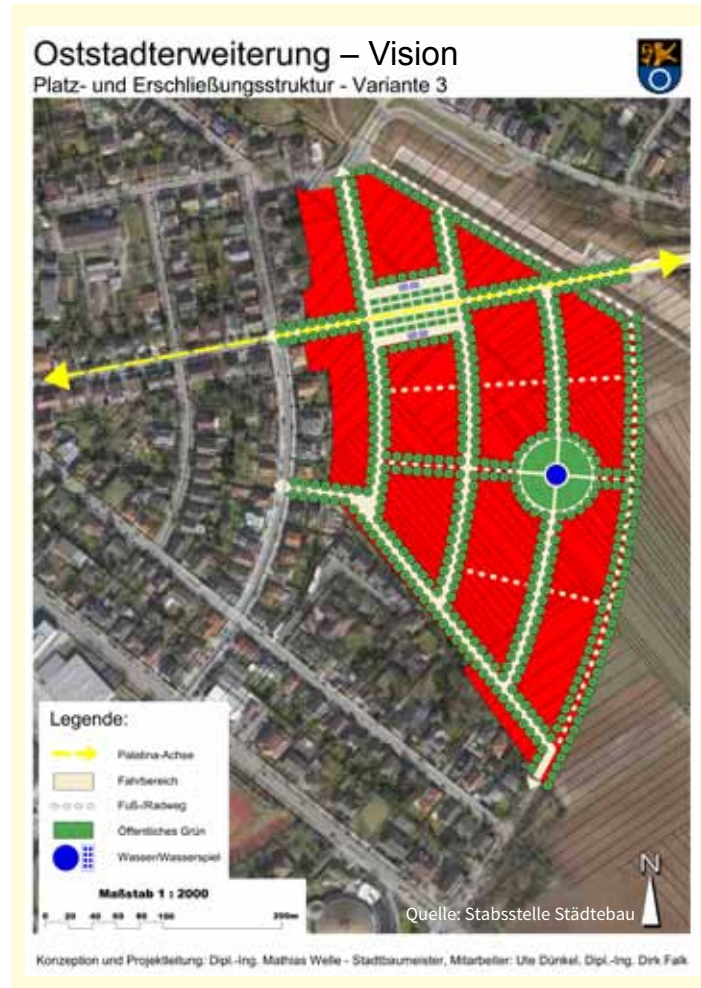 Oststadterweiterung – Vision
Platz- und Erschließungsstruktur - Variante 3
Legende:
Palatina-Achse
Fahrbereich
Fuß-/Radweg
Öffentliches Grün
Wasser/Wasserspiel
Maßstab 1 : 2000
0 20 40 60 80 100 200m
N
Quelle: Stabsstelle Städtebau
Konzeption und Projektleitung: Dipl.-Ing. Mathias Welle - Stadtbaumeister, Mitarbeiter: Ute Dünkel, Dipl.-Ing. Dirk Falk